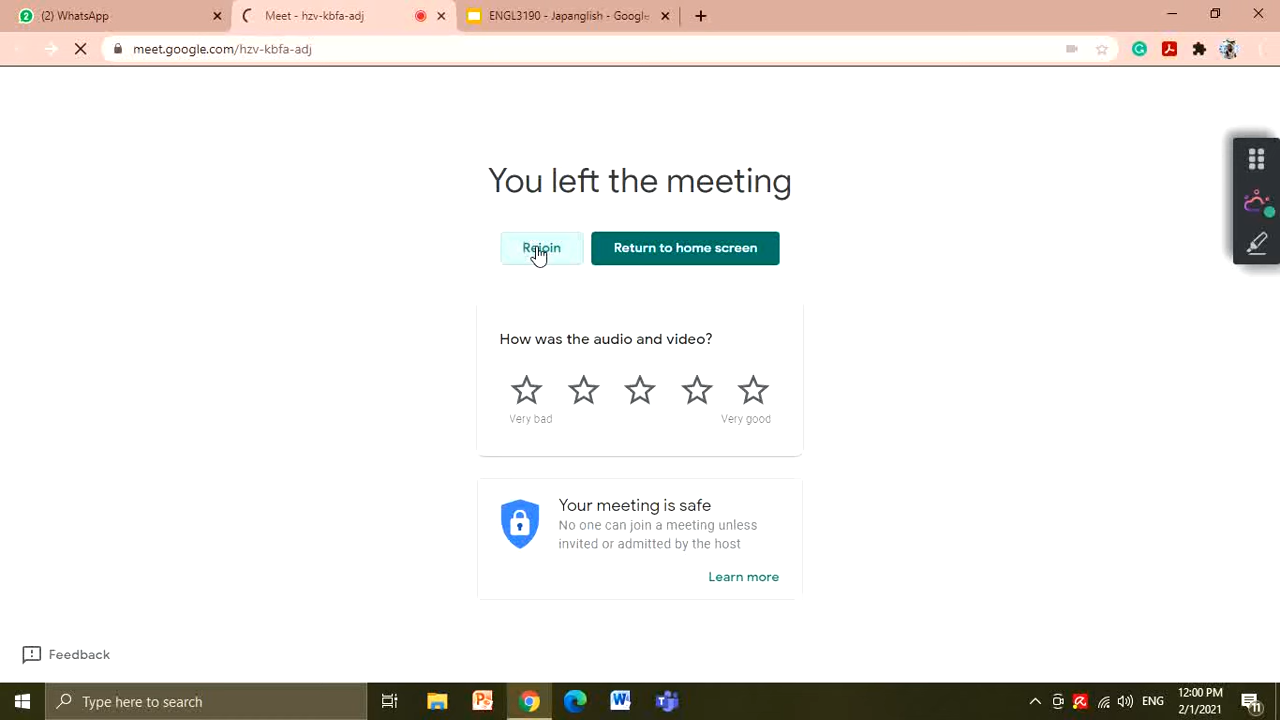 WhatsApp
Meet - hzv-kbfa-adj
ENGL3190 - Japanglish - Google
meet.google.com/hzv-kbfa-adj
You left the meeting
Rejoin
Return to home screen
How was the audio and video?
Very bad
Very good
Your meeting is safe
No one can join a meeting unless
invited or admitted by the host
Learn more
Feedback
Type here to search
ENG
12:00 PM
2/1/2021